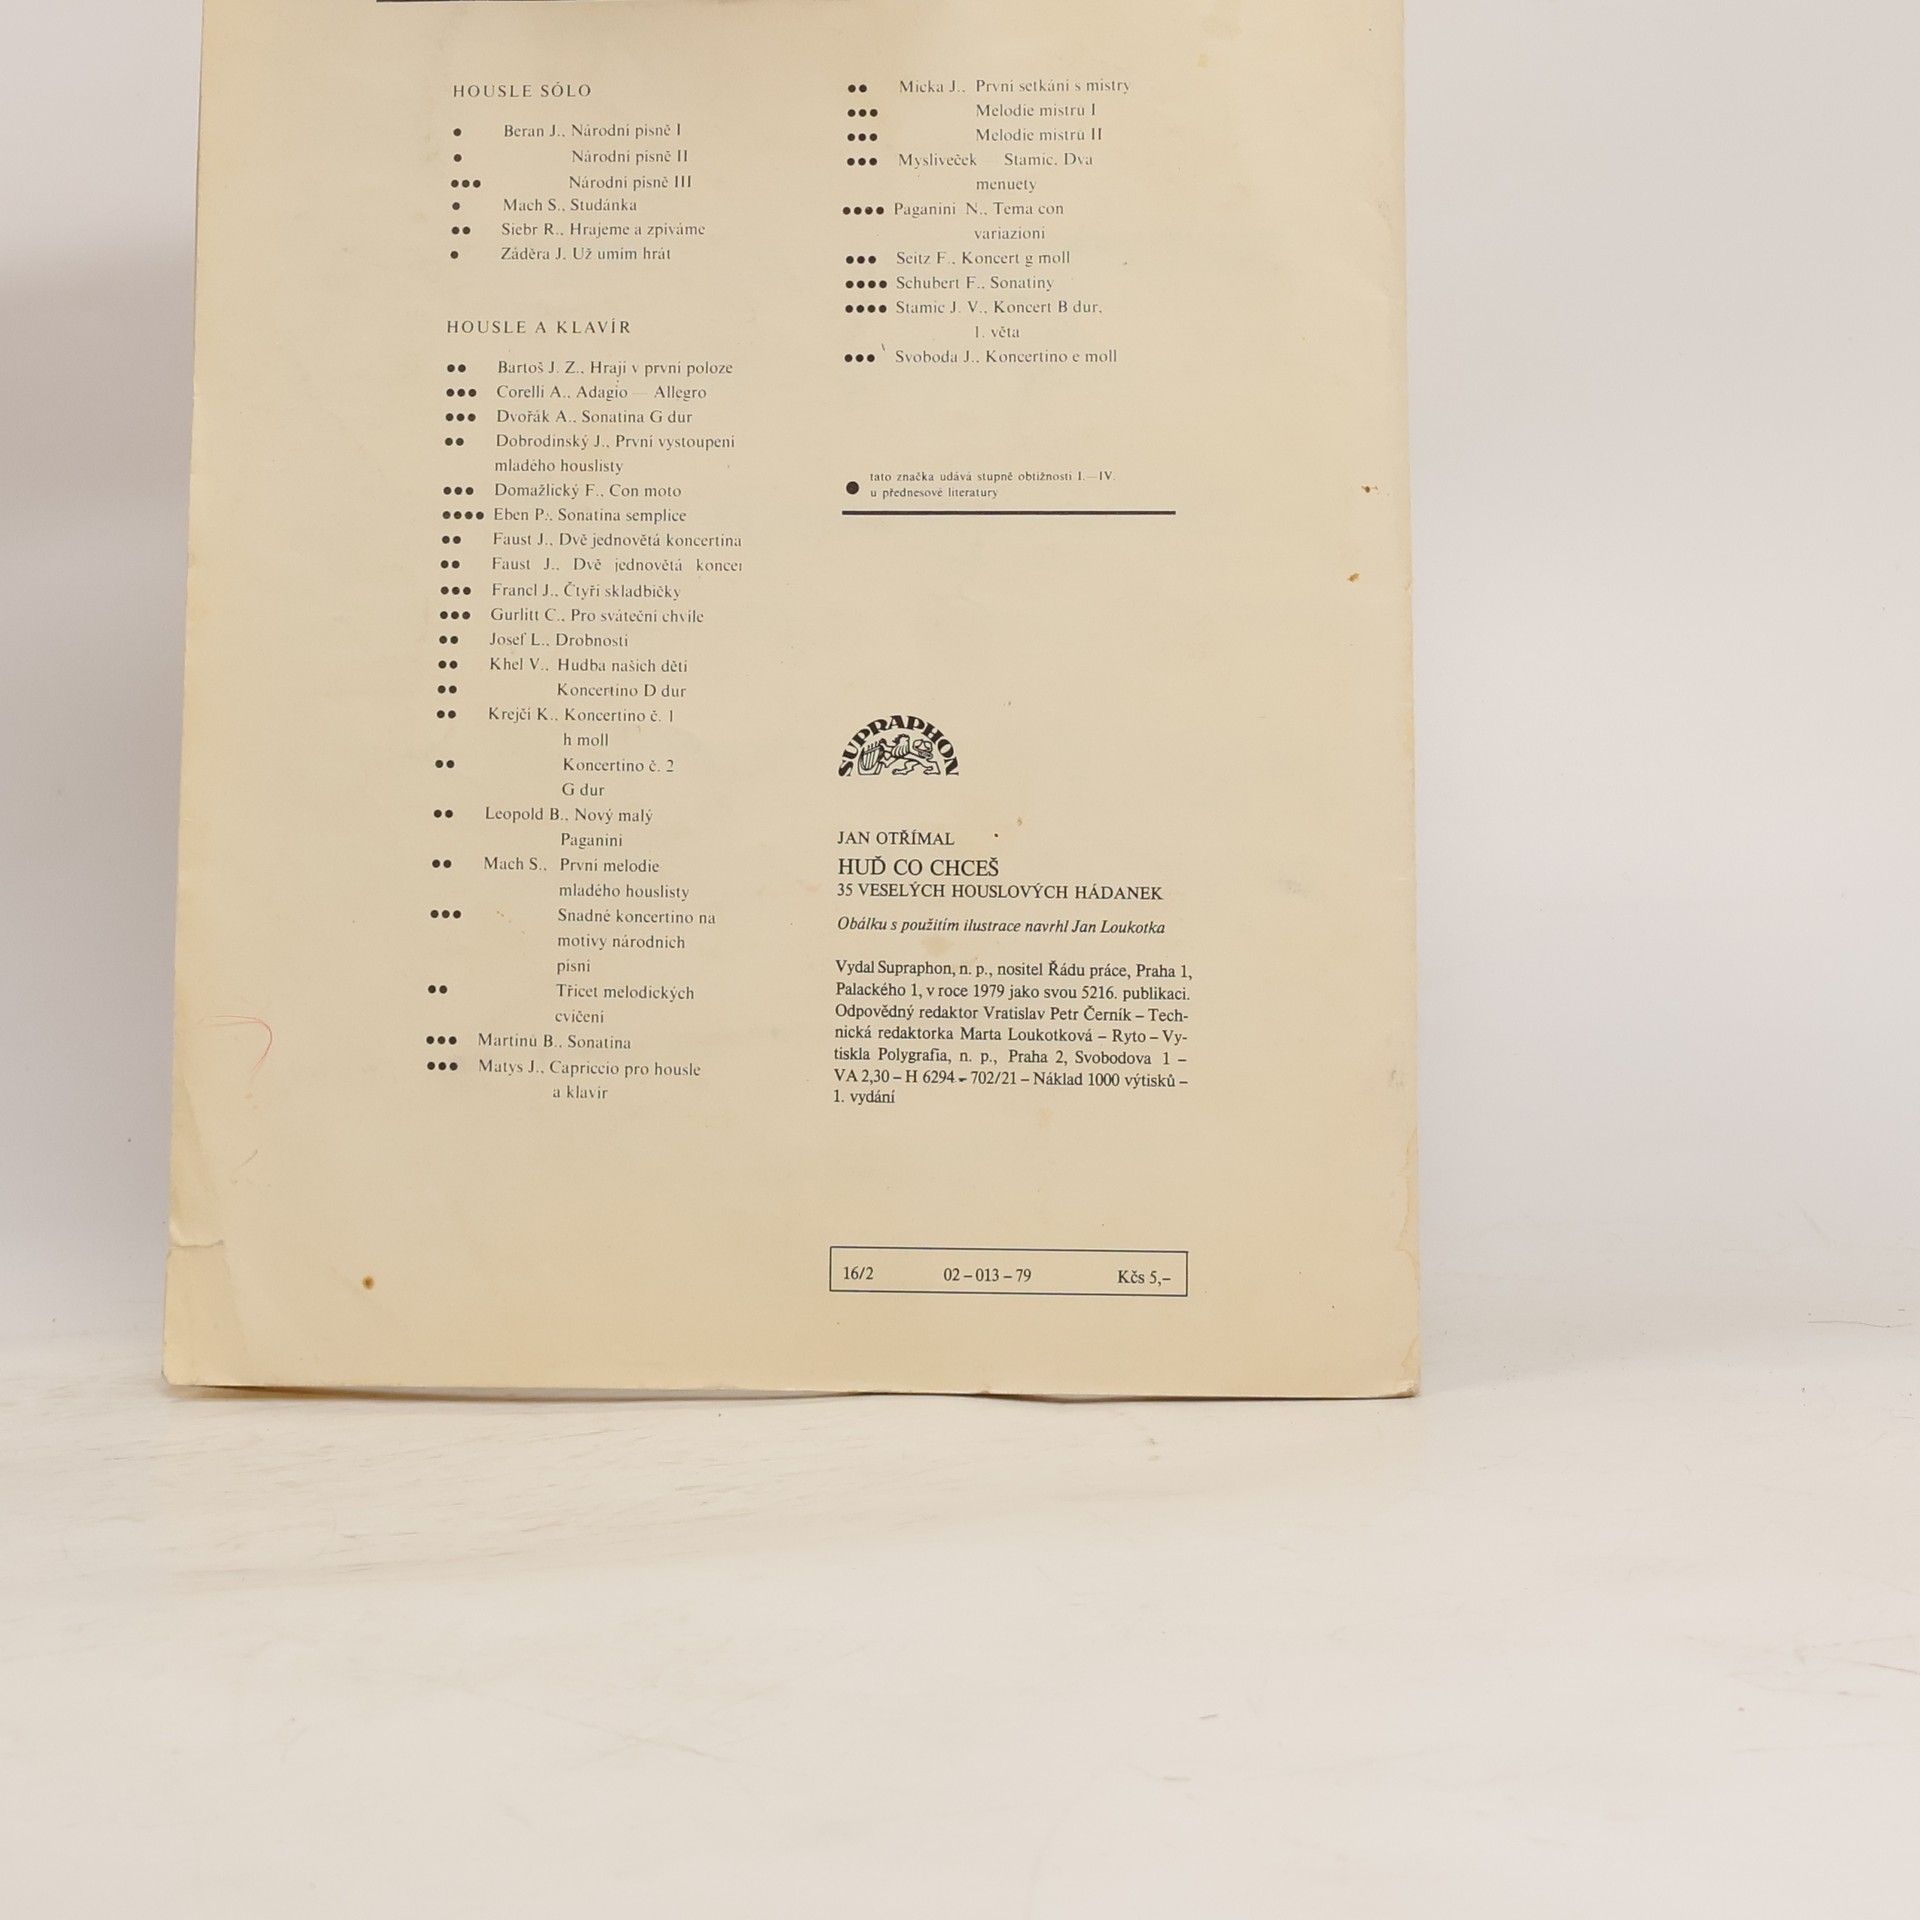 HOUSLE SÓLO
● Beran J., Národní písně I
● Národní písně II
●●● Národní písně III
● Mach S., Studánka
●● Siebr R., Hrajeme a zpíváme
● Záděra J. Už umím hrát
HOUSLE A KLAVÍR
●● Bartoš J. Z., Hraji v první poloze
●●● Corelli A., Adagio — Allegro
●●● Dvořák A., Sonatina G dur
●● Dobrodinský J., První vystoupení
mladého houslisty
●●● Domažlický F., Con moto
●●●● Eben P., Sonatina semplice
●● Faust J., Dvě jednovětá koncertina
●● Faust J., Dvě jednovětá koncer
●●● Francl J., Čtyři skladbičky
●●● Gurlitt C., Pro sváteční chvíle
●● Josef L., Drobnosti
●● Khel V., Hudba našich dětí
●● Koncertino D dur
●● Krejčí K., Koncertino č. 1
h moll
●● Koncertino č. 2
G dur
●● Leopold B., Nový malý
Paganini
●● Mach S., První melodie
mladého houslisty
●●● Snadné koncertino na
motivy národních
písní
●● Třicet melodických
cvičení
●●● Martinů B., Sonatina
●●● Matys J., Capriccio pro housle
a klavír
●● Micka J., První setkání s mistry
●●● Melodie mistrů I
●●● Melodie mistrů II
●●● Mysliveček — Stamic, Dva
menuety
●●●● Paganini N., Tema con
variazioni
●●● Seitz F., Koncert g moll
●●●● Schubert F., Sonatiny
●●●● Stamic J. V., Koncert B dur,
1. věta
●●● Svoboda J., Koncertino e moll
● tato značka udává stupně obtížnosti I.—IV.
u přednesové literatury
SUPRAPHON
JAN OTŘÍMAL
HUĎ CO CHCEŠ
35 VESELÝCH HOUSLOVÝCH HÁDANEK
Obálku s použitím ilustrace navrhl Jan Loukotka
Vydal Supraphon, n. p., nositel Řádu práce, Praha 1,
Palackého 1, v roce 1979 jako svou 5216. publikaci.
Odpovědný redaktor Vratislav Petr Černík – Tech-
nická redaktorka Marta Loukotková – Ryto – Vy-
tiskla Polygrafia, n. p., Praha 2, Svobodova 1 –
VA 2,30 – H 6294 – 702/21 – Náklad 1000 výtisků –
1. vydání
16/2 02 – 013 – 79 Kčs 5,–